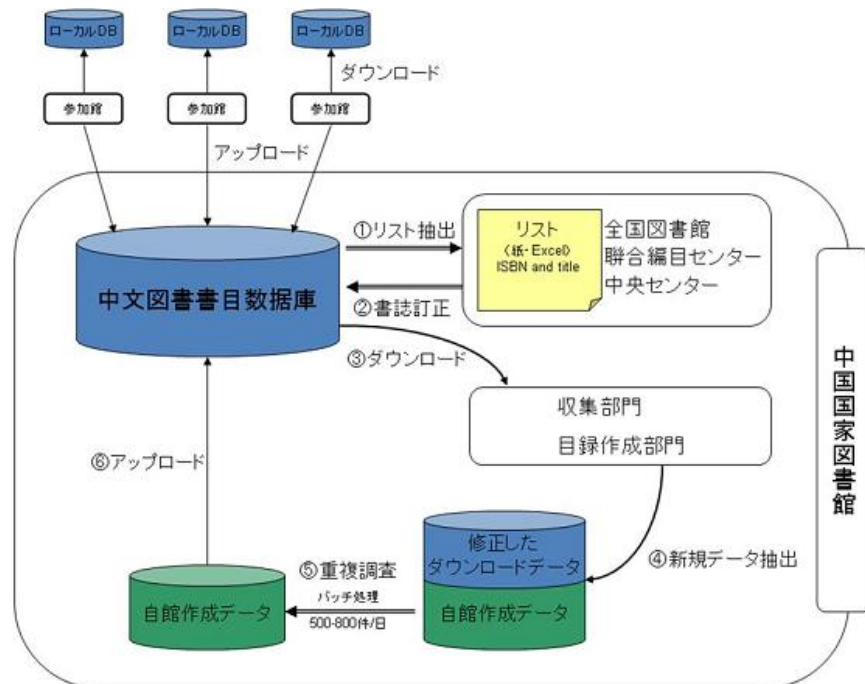 ローカルDB
ローカルDB
ローカルDB
ダウンロード
参加館
参加館
参加館
アップロード
①リスト抽出
リスト
(紙・Excel)
ISBN and title
全国図書館
聯合編目センター
中央センター
中文図書書目数据庫
②書誌訂正
③ダウンロード
収集部門
目録作成部門
中国国家図書館
⑥アップロード
修正した
ダウンロードデータ
④新規データ抽出
⑤重複調査
バッチ処理
500-800件/日
自館作成データ
自館作成データ